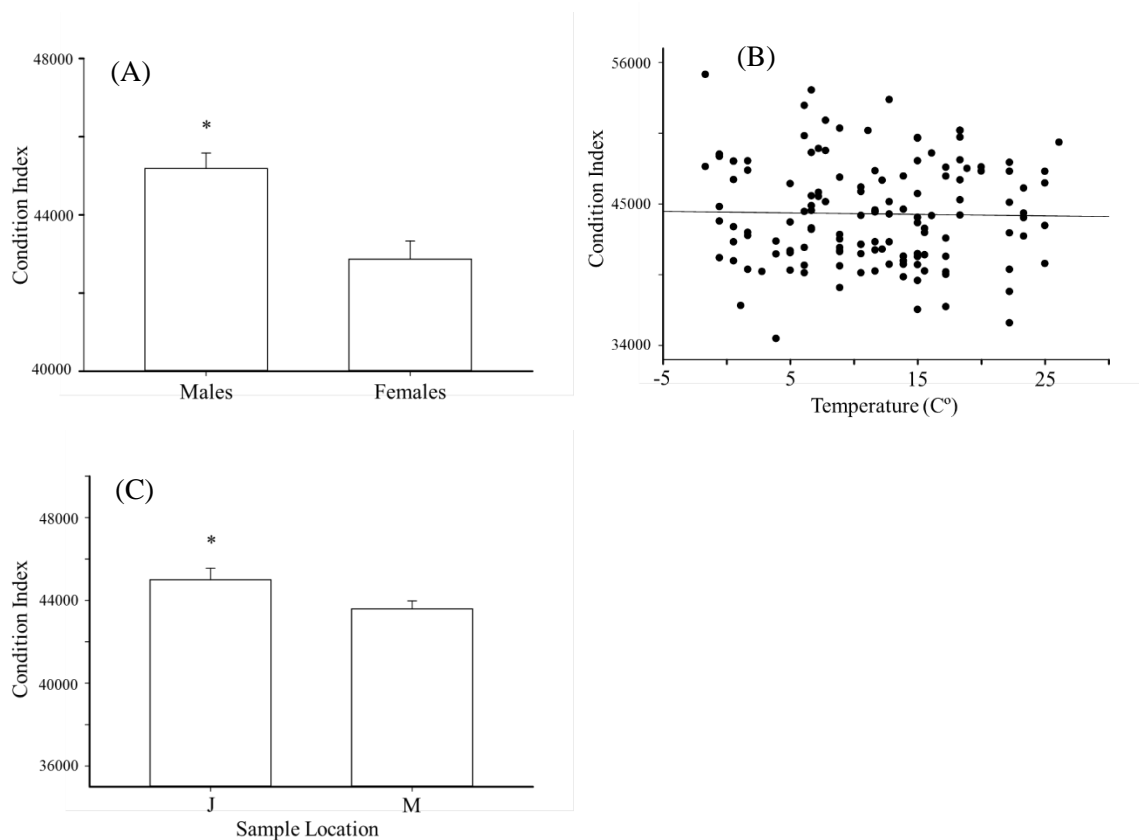 (A)
Condition Index
48000
44000
40000
*
Males Females
(B)
Condition Index
56000
45000
34000
-5 5 15 25
Temperature (Cº)
(C)
Condition Index
48000
44000
40000
36000
*
J M
Sample Location